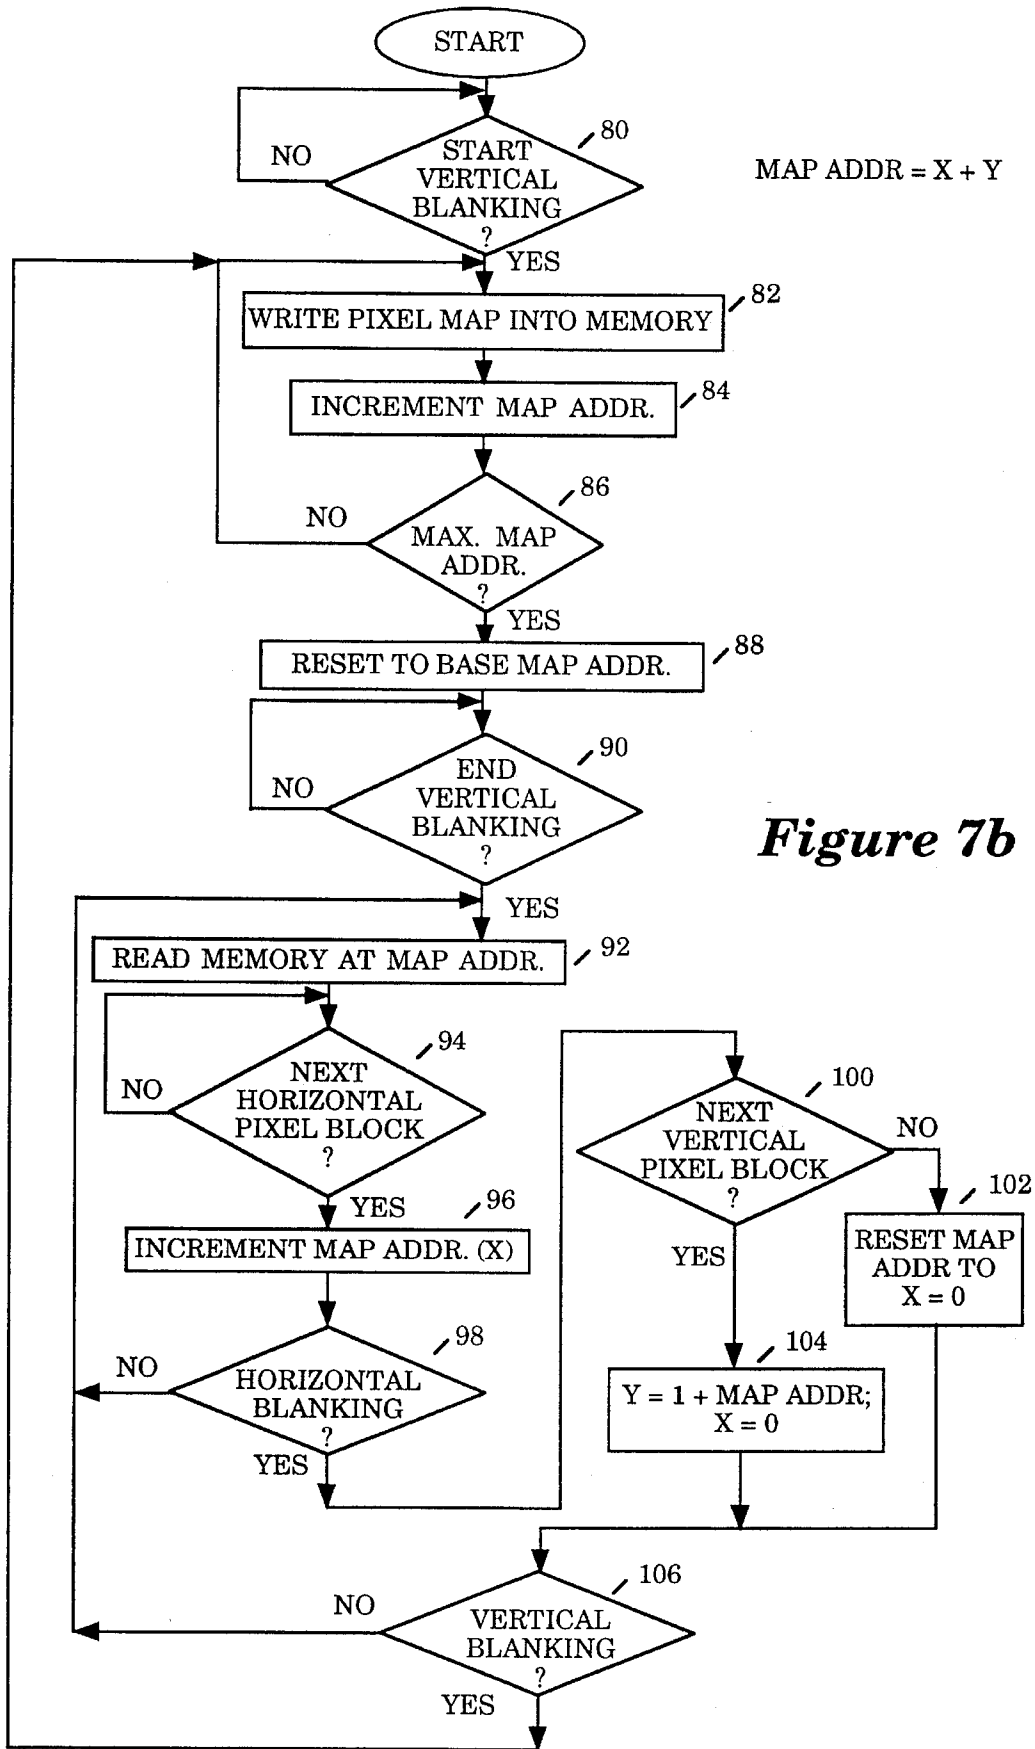 START
80
NO
START
VERTICAL
BLANKING
?
MAP ADDR = X + Y
YES
82
WRITE PIXEL MAP INTO MEMORY
84
INCREMENT MAP ADDR.
86
NO
MAX. MAP
ADDR.
?
YES
88
RESET TO BASE MAP ADDR.
90
NO
END
VERTICAL
BLANKING
?
Figure 7b
YES
92
READ MEMORY AT MAP ADDR.
94
NO
NEXT
HORIZONTAL
PIXEL BLOCK
?
YES
96
INCREMENT MAP ADDR. (X)
98
NO
HORIZONTAL
BLANKING
?
YES
100
NEXT
VERTICAL
PIXEL BLOCK
?
NO
102
RESET MAP
ADDR TO
X = 0
YES
104
Y = 1 + MAP ADDR;
X = 0
106
NO
VERTICAL
BLANKING
?
YES